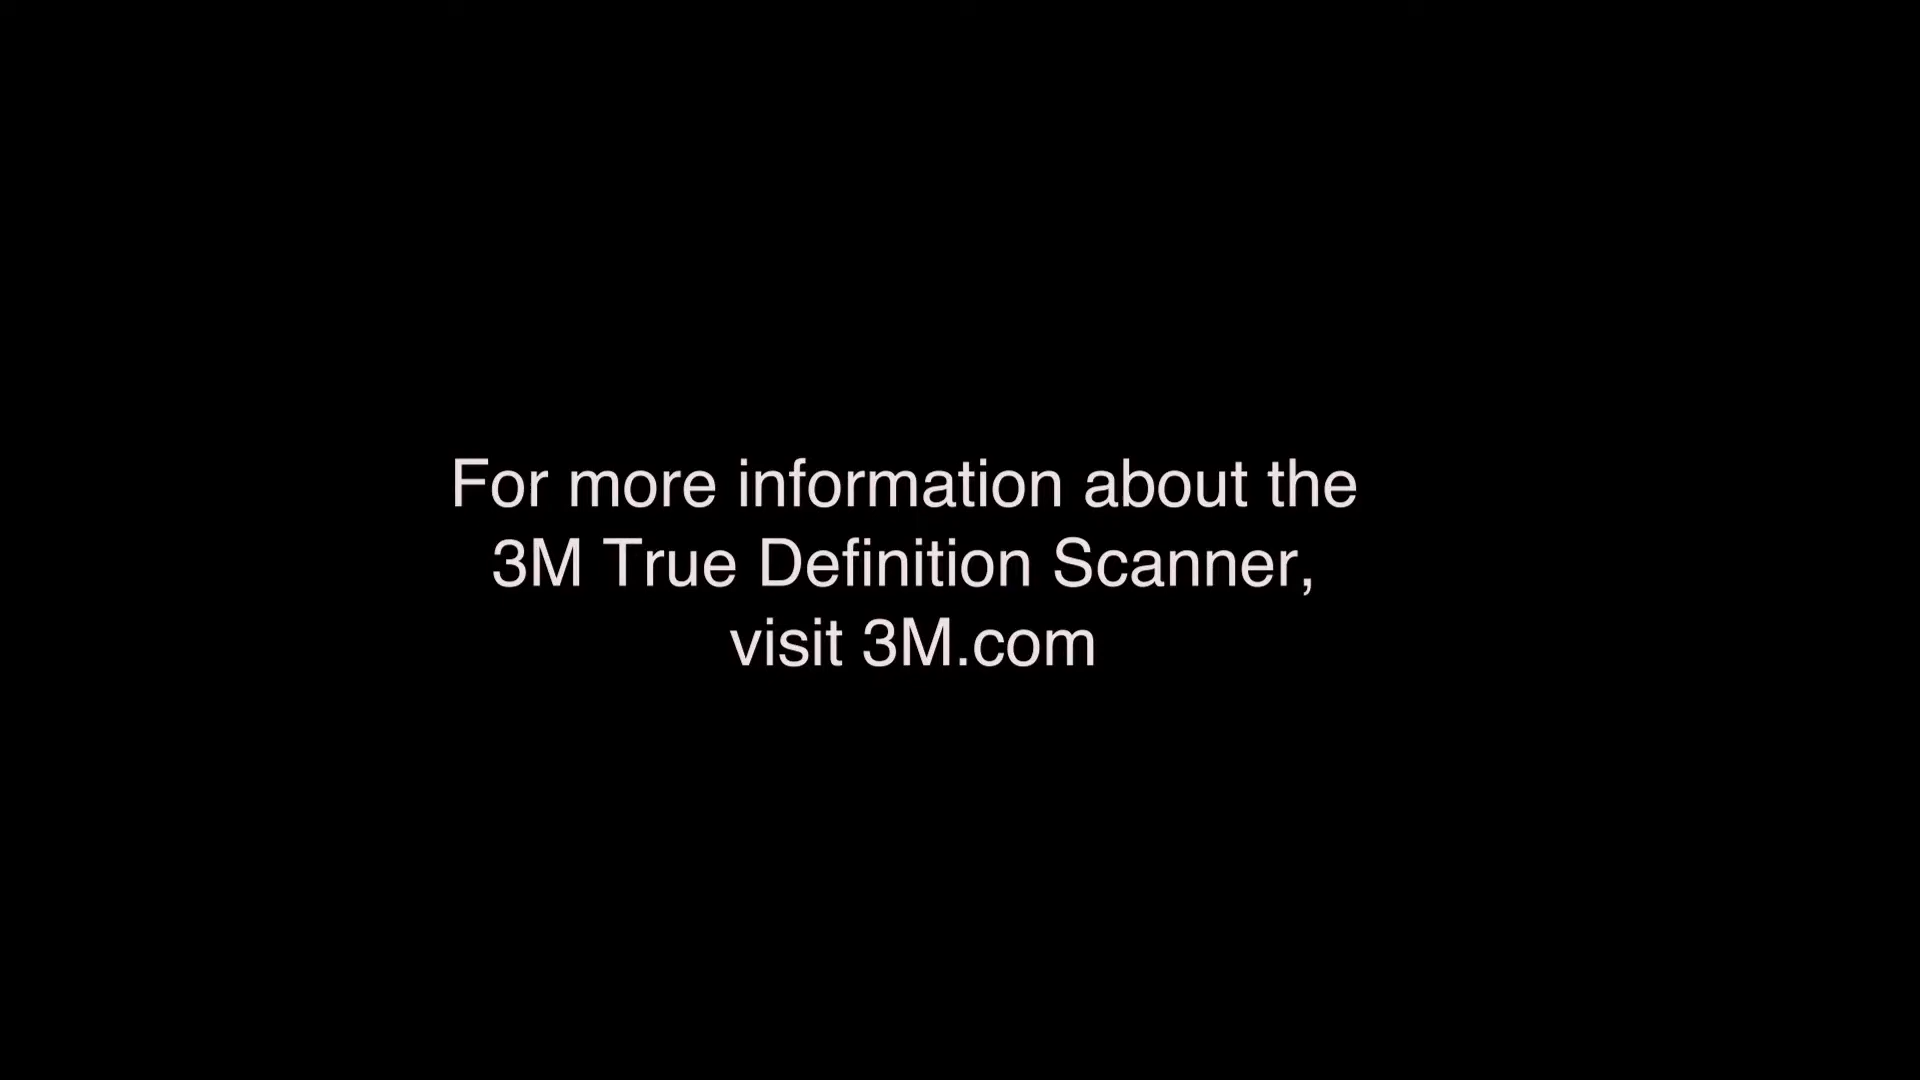 For more information about the
3M True Definition Scanner,
visit 3M.com